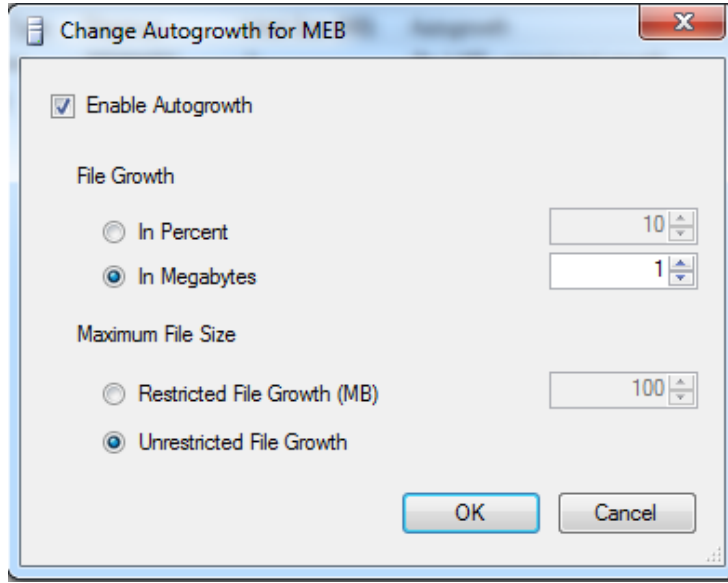 Change Autogrowth for MEB
Enable Autogrowth
File Growth
In Percent 10
In Megabytes 1
Maximum File Size
Restricted File Growth (MB) 100
Unrestricted File Growth
OK Cancel